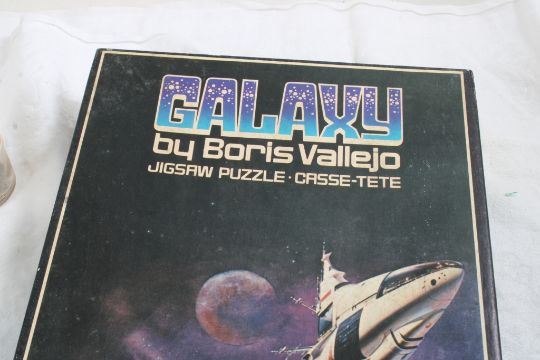 GALAXY
by Boris Vallejo
JIGSAW PUZZLE · CASSE-TETE